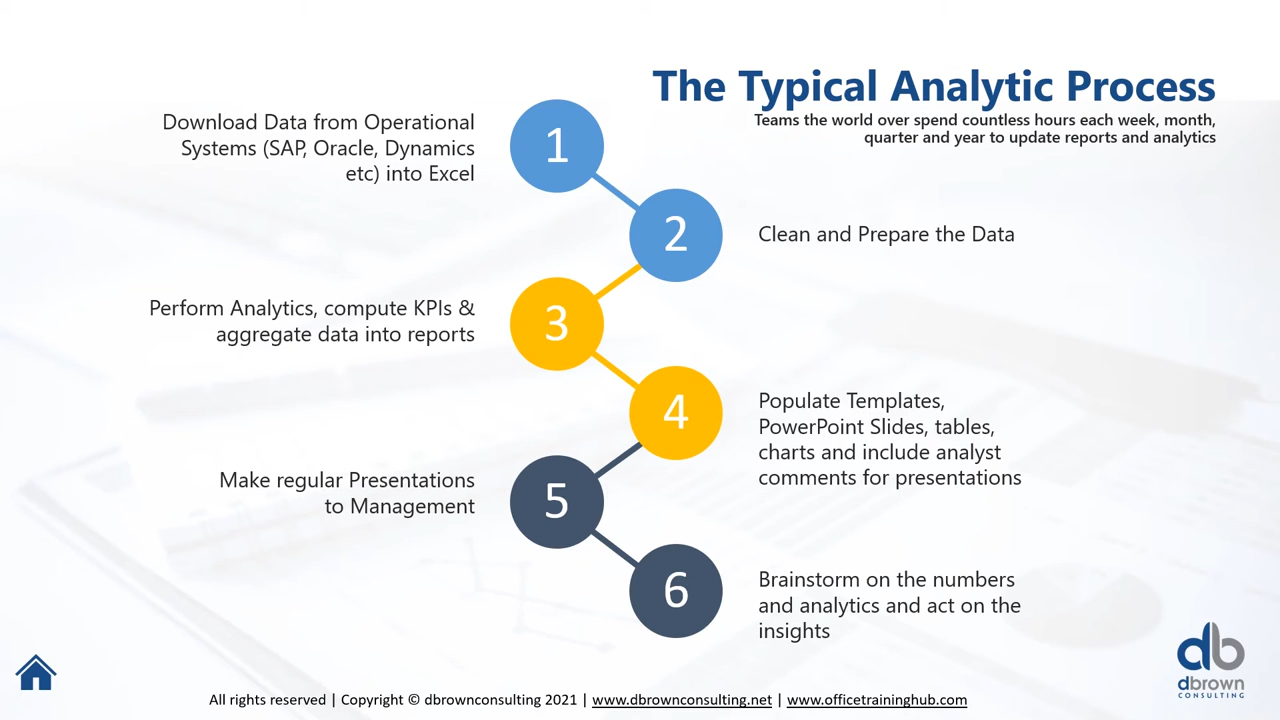 The Typical Analytic Process
Teams the world over spend countless hours each week, month,
quarter and year to update reports and analytics
1
Download Data from Operational
Systems (SAP, Oracle, Dynamics
etc) into Excel
2
Clean and Prepare the Data
3
Perform Analytics, compute KPIs &
aggregate data into reports
4
Populate Templates,
PowerPoint Slides, tables,
charts and include analyst
comments for presentations
5
Make regular Presentations
to Management
6
Brainstorm on the numbers
and analytics and act on the
insights
db
dbrown
CONSULTING
All rights reserved | Copyright © dbrownconsulting 2021 | www.dbrownconsulting.net | www.officetraininghub.com